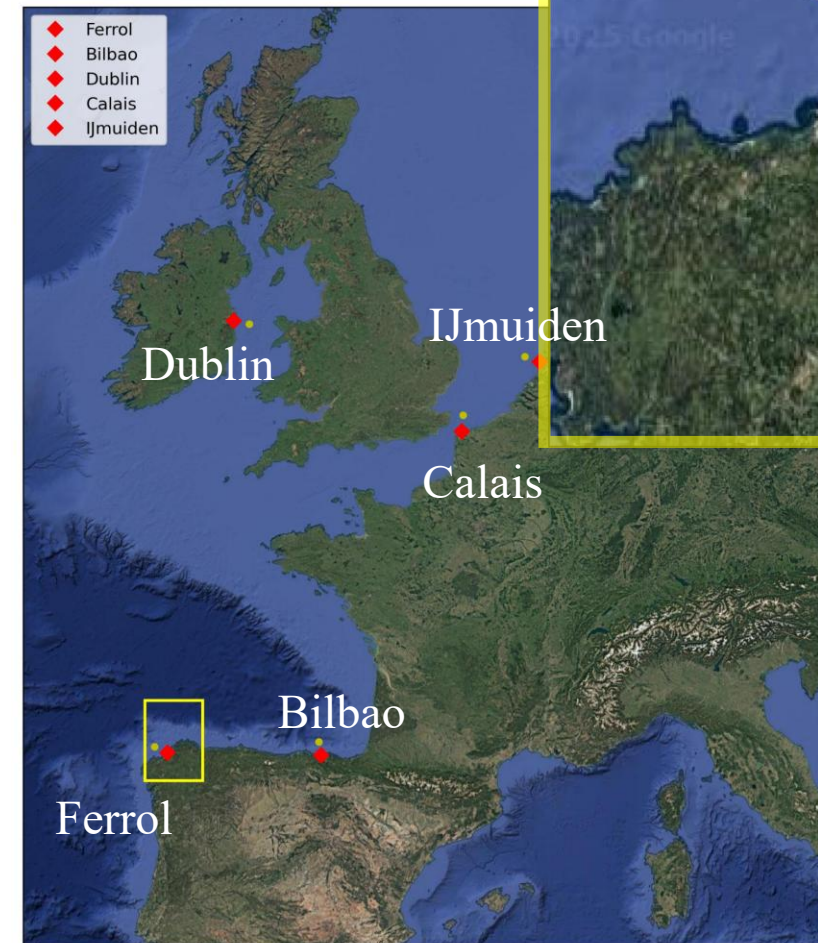 Ferrol
Bilbao
Dublin
Calais
IJmuiden
2025 Google
IJmuiden
Dublin
Calais
Bilbao
Ferrol